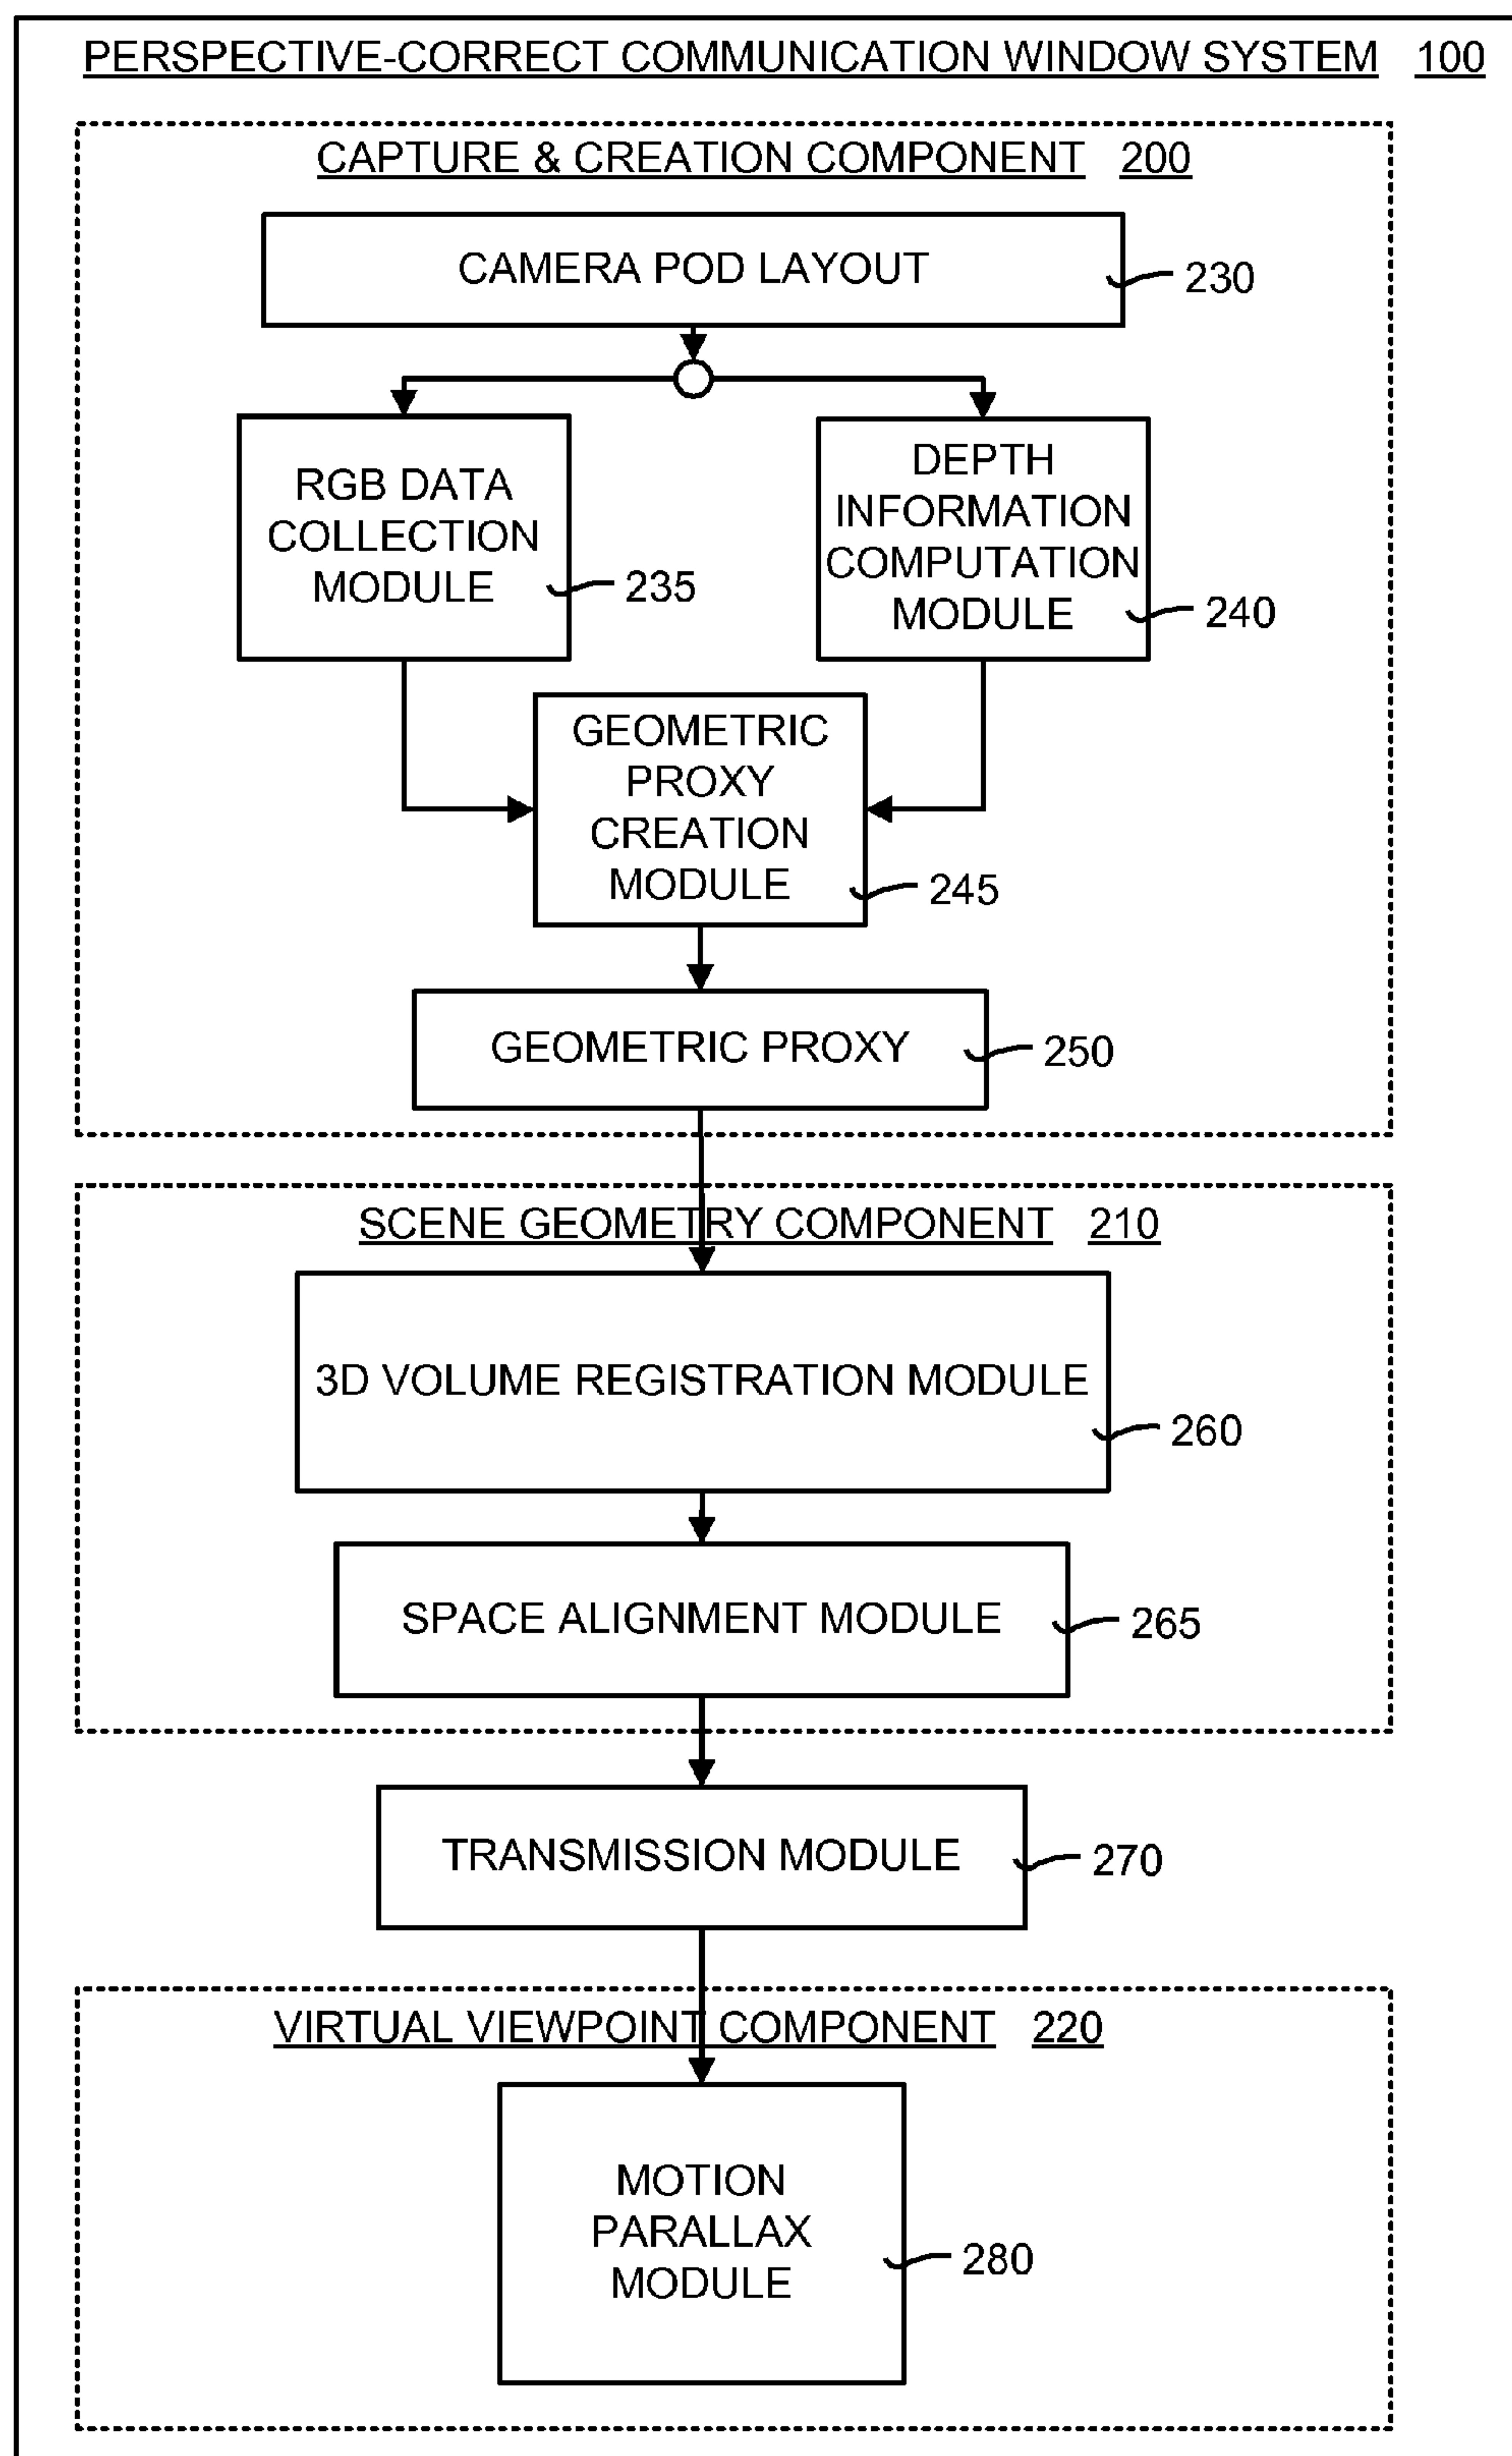 PERSPECTIVE-CORRECT COMMUNICATION WINDOW SYSTEM 100
CAPTURE & CREATION COMPONENT 200
CAMERA POD LAYOUT
230
RGB DATA
COLLECTION
MODULE
235
DEPTH
INFORMATION
COMPUTATION
MODULE
240
GEOMETRIC
PROXY
CREATION
MODULE
245
GEOMETRIC PROXY
250
SCENE GEOMETRY COMPONENT 210
3D VOLUME REGISTRATION MODULE
260
SPACE ALIGNMENT MODULE
265
TRANSMISSION MODULE
270
VIRTUAL VIEWPOINT COMPONENT 220
MOTION
PARALLAX
MODULE
280